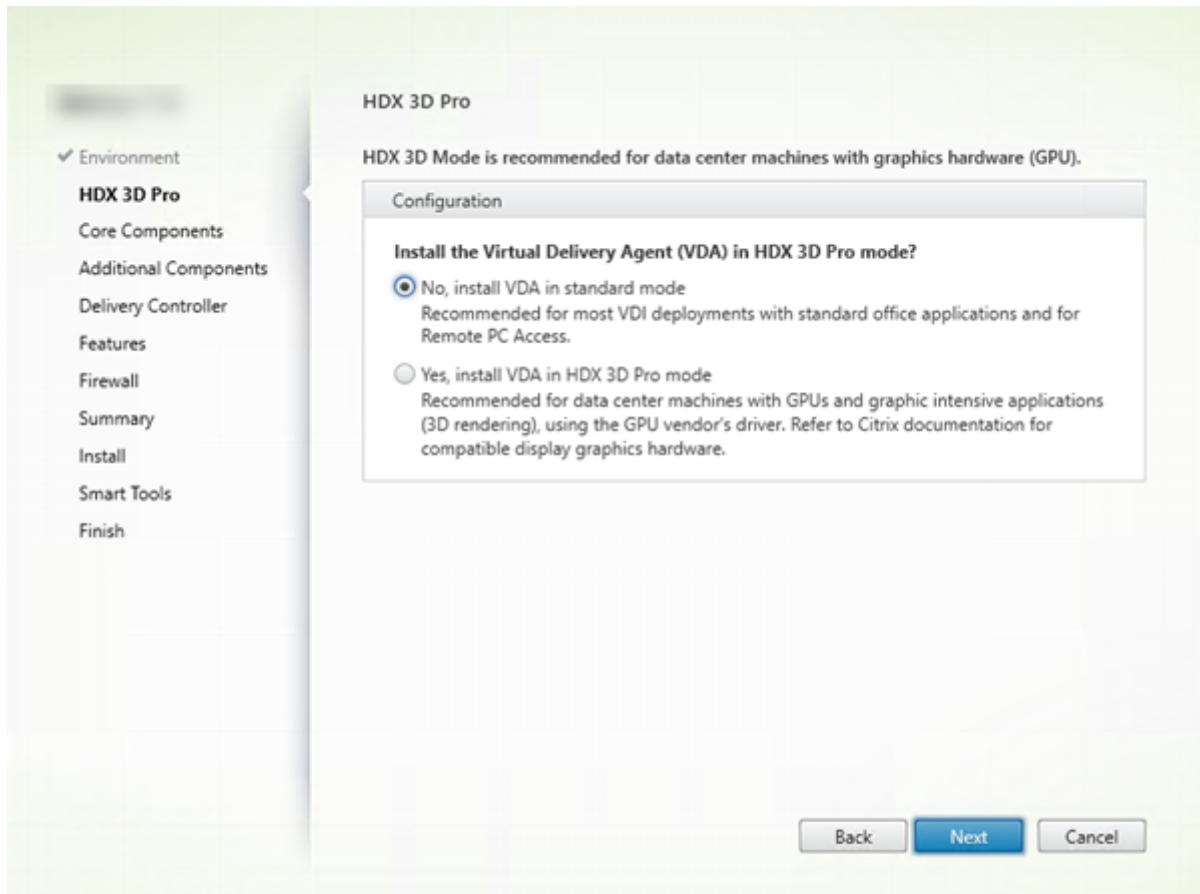 HDX 3D Pro
HDX 3D Mode is recommended for data center machines with graphics hardware (GPU).
Environment
HDX 3D Pro
Core Components
Additional Components
Delivery Controller
Features
Firewall
Summary
Install
Smart Tools
Finish
Configuration
Install the Virtual Delivery Agent (VDA) in HDX 3D Pro mode?
No, install VDA in standard mode
Recommended for most VDI deployments with standard office applications and for
Remote PC Access.
Yes, install VDA in HDX 3D Pro mode
Recommended for data center machines with GPUs and graphic intensive applications
(3D rendering), using the GPU vendor's driver. Refer to Citrix documentation for
compatible display graphics hardware.
Back
Next
Cancel